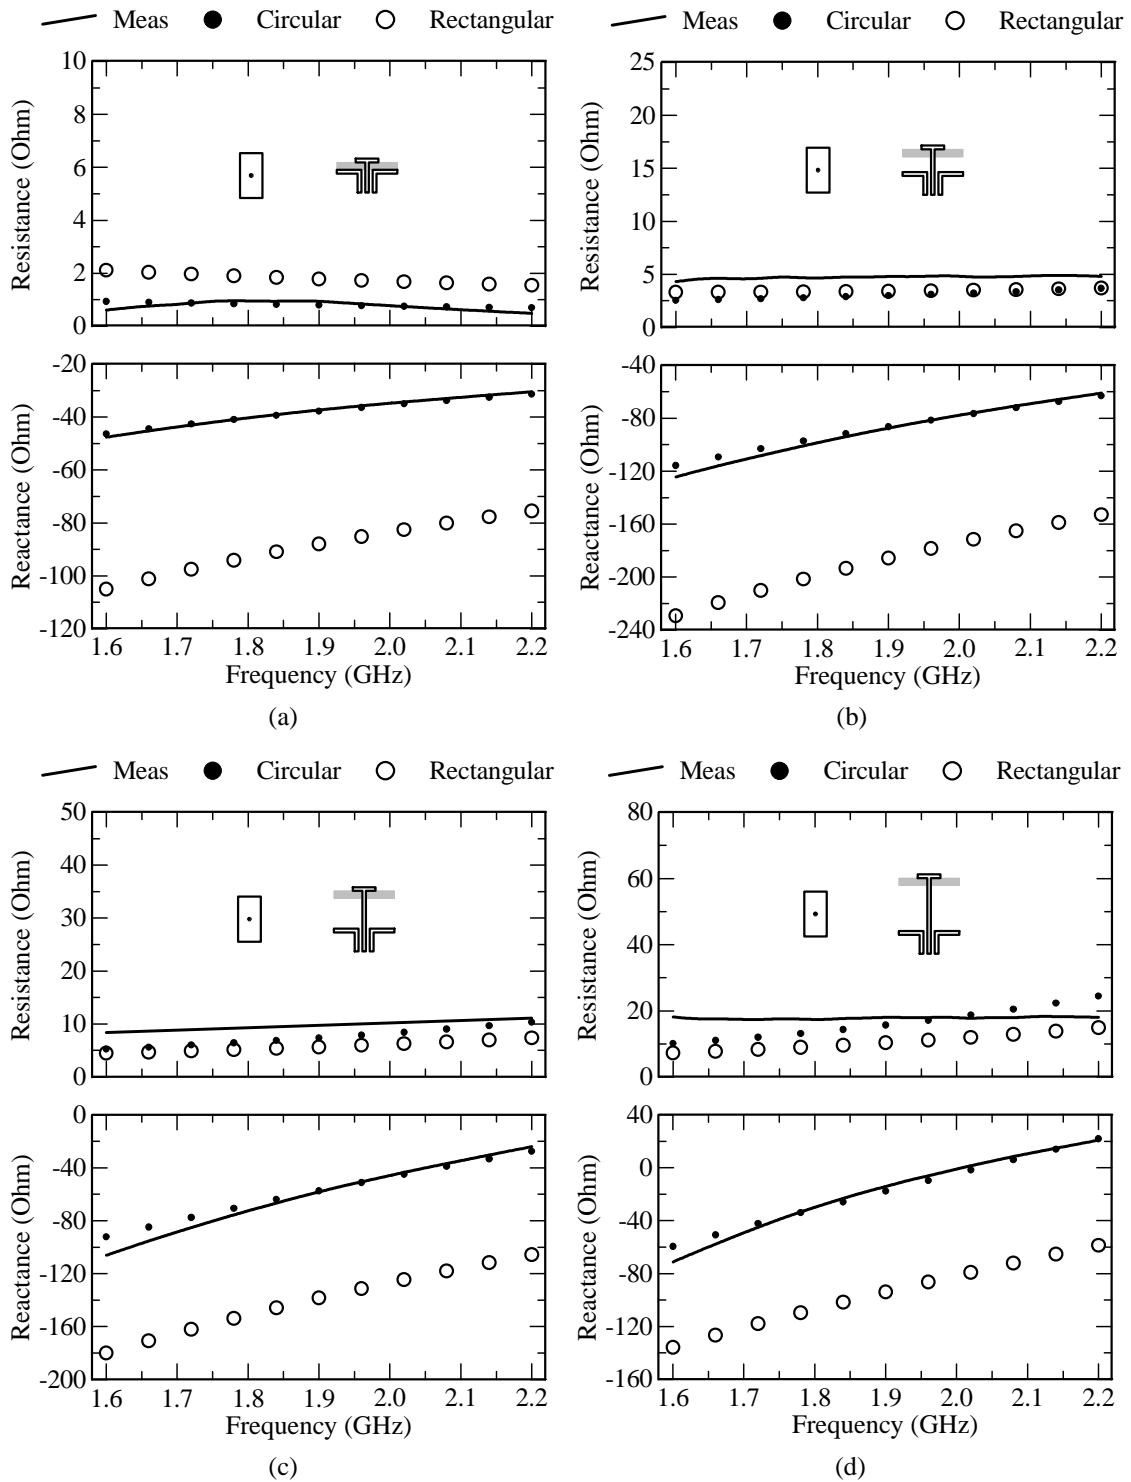 Meas Circular Rectangular
10
8
6
4
2
0
Resistance (Ohm)
-20
-40
-60
-80
-100
-120
Reactance (Ohm)
1.6 1.7 1.8 1.9 2.0 2.1 2.2
Frequency (GHz)
(a)
Meas Circular Rectangular
25
20
15
10
5
0
Resistance (Ohm)
-40
-80
-120
-160
-200
-240
Reactance (Ohm)
1.6 1.7 1.8 1.9 2.0 2.1 2.2
Frequency (GHz)
(b)
Meas Circular Rectangular
50
40
30
20
10
0
Resistance (Ohm)
0
-40
-80
-120
-160
-200
Reactance (Ohm)
1.6 1.7 1.8 1.9 2.0 2.1 2.2
Frequency (GHz)
(c)
Meas Circular Rectangular
80
60
40
20
0
Resistance (Ohm)
40
0
-40
-80
-120
-160
Reactance (Ohm)
1.6 1.7 1.8 1.9 2.0 2.1 2.2
Frequency (GHz)
(d)